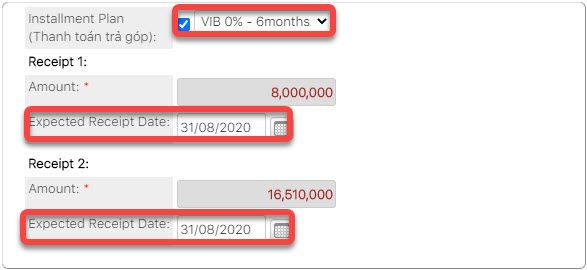 Installment Plan VIB 0% - 6months
(Thanh toán trả góp):
Receipt 1:
Amount: * 8,000,000
Expected Receipt Date: 31/08/2020
Receipt 2:
Amount: * 16,510,000
Expected Receipt Date: 31/08/2020